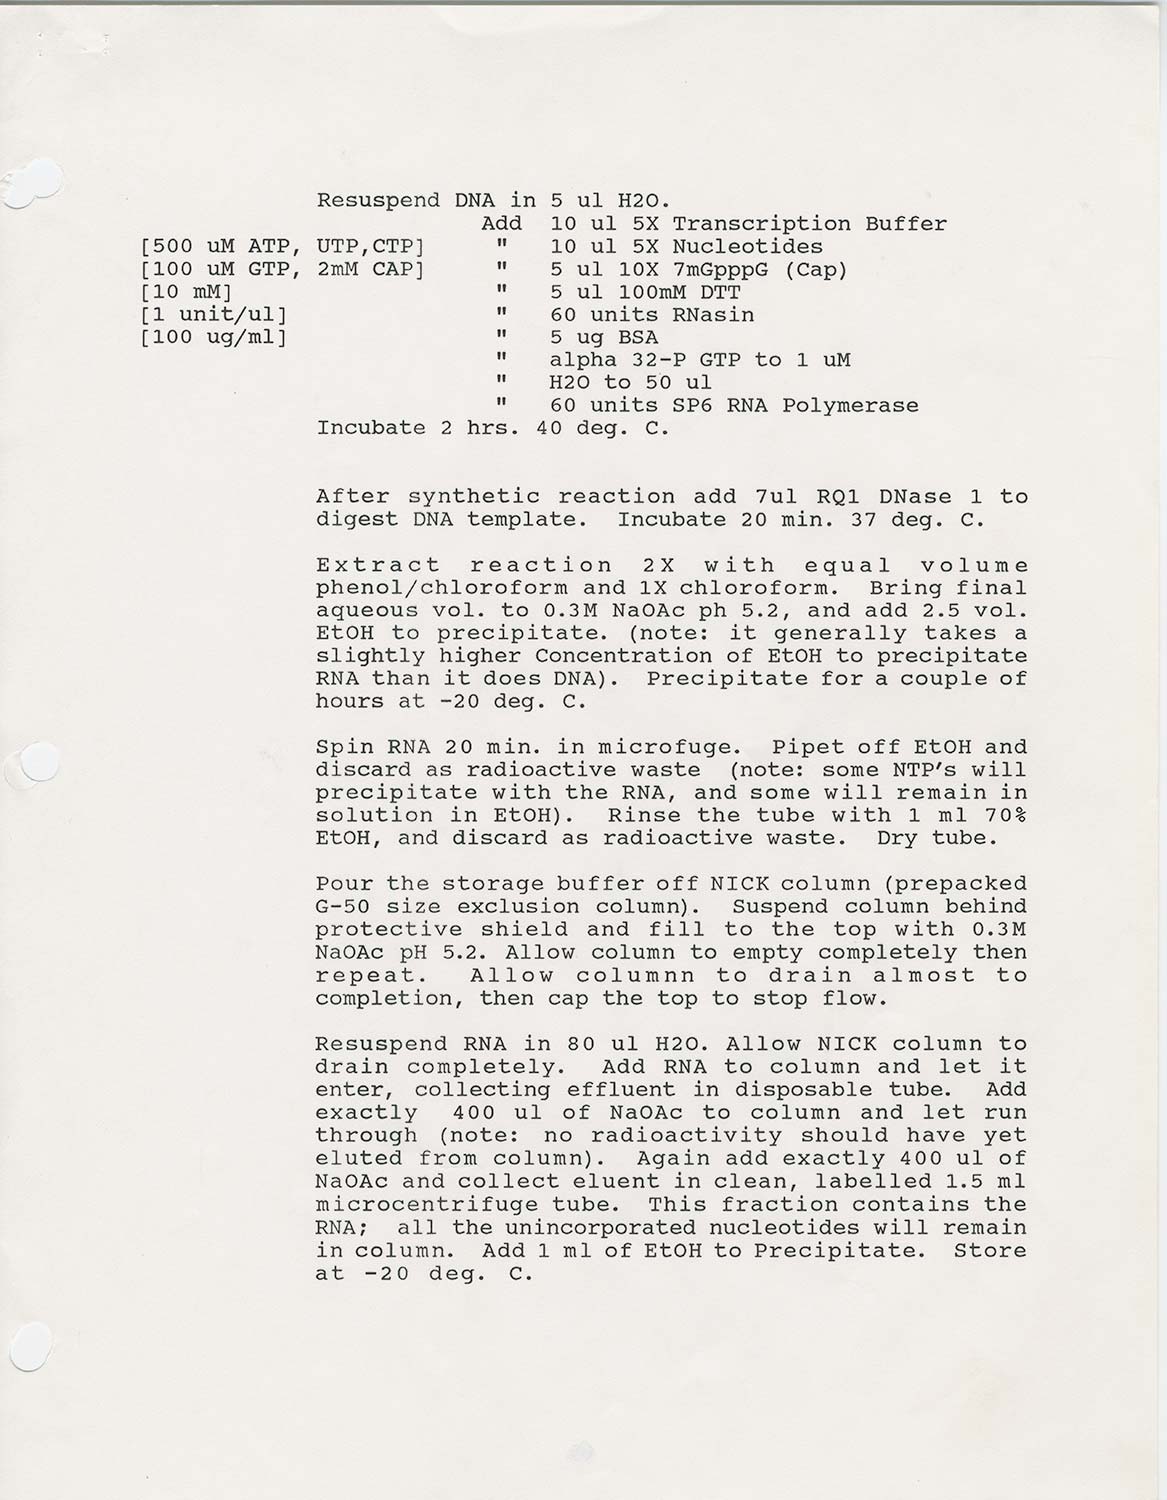 Resuspend DNA in 5 ul H2O.
Add 10 ul 5X Transcription Buffer
[500 uM ATP, UTP,CTP] " 10 ul 5X Nucleotides
[100 uM GTP, 2mM CAP] " 5 ul 10X 7mGpppG (Cap)
[10 mM] " 5 ul 100mM DTT
[1 unit/ul] " 60 units RNasin
[100 ug/ml] " 5 ug BSA
" alpha 32-P GTP to 1 uM
" H2O to 50 ul
" 60 units SP6 RNA Polymerase
Incubate 2 hrs. 40 deg. C.
After synthetic reaction add 7ul RQ1 DNase 1 to
digest DNA template. Incubate 20 min. 37 deg. C.
Extract reaction 2X with equal volume
phenol/chloroform and 1X chloroform. Bring final
aqueous vol. to 0.3M NaOAc ph 5.2, and add 2.5 vol.
EtOH to precipitate. (note: it generally takes a
slightly higher Concentration of EtOH to precipitate
RNA than it does DNA). Precipitate for a couple of
hours at -20 deg. C.
Spin RNA 20 min. in microfuge. Pipet off EtOH and
discard as radioactive waste (note: some NTP's will
precipitate with the RNA, and some will remain in
solution in EtOH). Rinse the tube with 1 ml 70%
EtOH, and discard as radioactive waste. Dry tube.
Pour the storage buffer off NICK column (prepacked
G-50 size exclusion column). Suspend column behind
protective shield and fill to the top with 0.3M
NaOAc pH 5.2. Allow column to empty completely then
repeat. Allow columnn to drain almost to
completion, then cap the top to stop flow.
Resuspend RNA in 80 ul H2O. Allow NICK column to
drain completely. Add RNA to column and let it
enter, collecting effluent in disposable tube. Add
exactly 400 ul of NaOAc to column and let run
through (note: no radioactivity should have yet
eluted from column). Again add exactly 400 ul of
NaOAc and collect eluent in clean, labelled 1.5 ml
microcentrifuge tube. This fraction contains the
RNA; all the unincorporated nucleotides will remain
in column. Add 1 ml of EtOH to Precipitate. Store
at -20 deg. C.